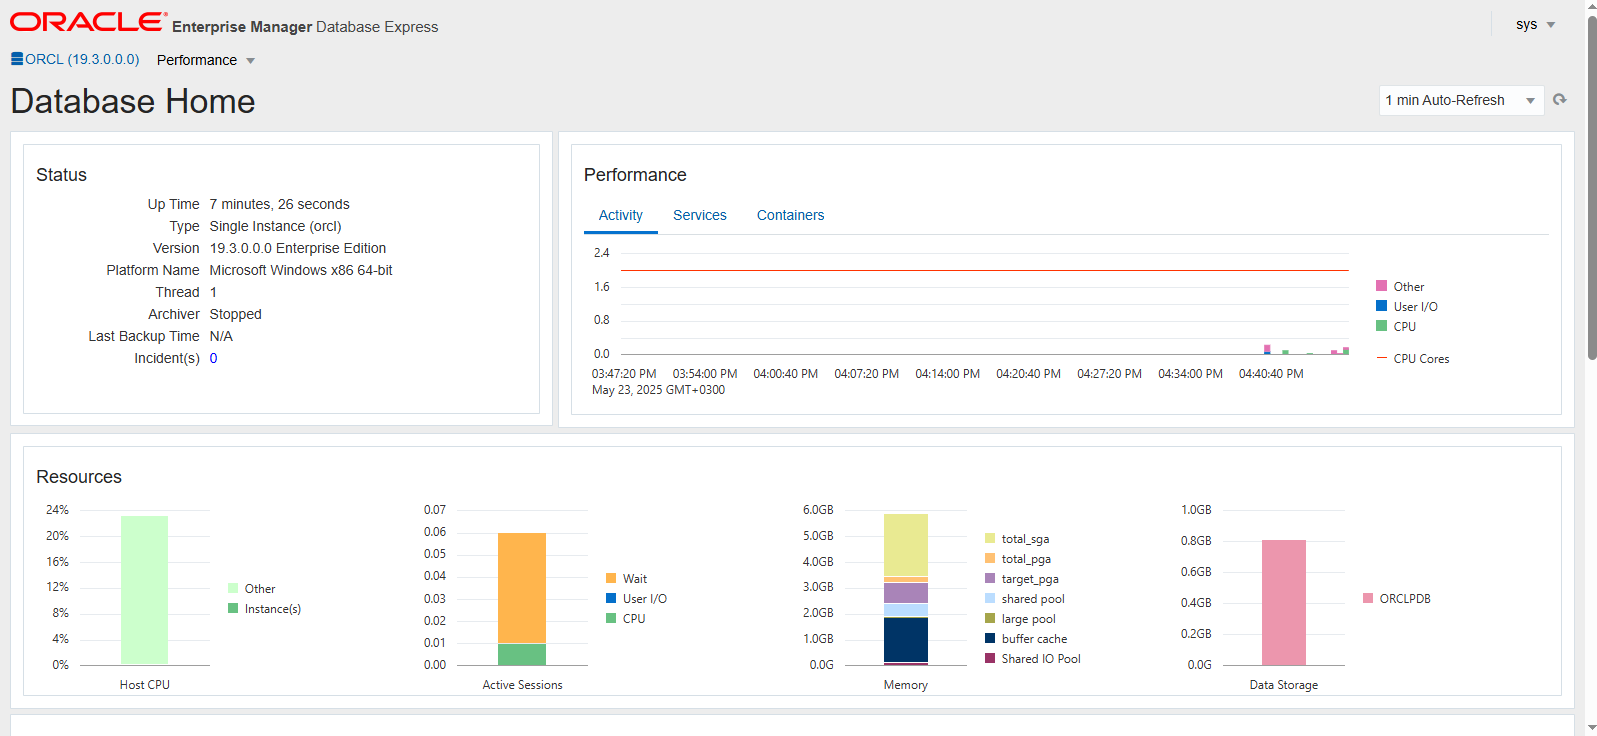 ORACLE Enterprise Manager Database Express
sys
ORCL (19.3.0.0.0) Performance
Database Home
1 min Auto-Refresh
Status
Up Time 7 minutes, 26 seconds
Type Single Instance (orcl)
Version 19.3.0.0.0 Enterprise Edition
Platform Name Microsoft Windows x86 64-bit
Thread 1
Archiver Stopped
Last Backup Time N/A
Incident(s) 0
Performance
Activity Services Containers
2.4
1.6
0.8
0.0
03:47:20 PM 03:54:00 PM 04:00:40 PM 04:07:20 PM 04:14:00 PM 04:20:40 PM 04:27:20 PM 04:34:00 PM 04:40:40 PM
May 23, 2025 GMT+0300
Other
User I/O
CPU
CPU Cores
Resources
24%
20%
16%
12%
8%
4%
0%
Host CPU
Other
Instance(s)
0.07
0.06
0.05
0.04
0.03
0.02
0.01
0.00
Active Sessions
Wait
User I/O
CPU
6.0GB
5.0GB
4.0GB
3.0GB
2.0GB
1.0GB
0.0G
Memory
total_sga
total_pga
target_pga
shared pool
large pool
buffer cache
Shared IO Pool
1.0GB
0.8GB
0.6GB
0.4GB
0.2GB
0.0G
Data Storage
ORCLPDB